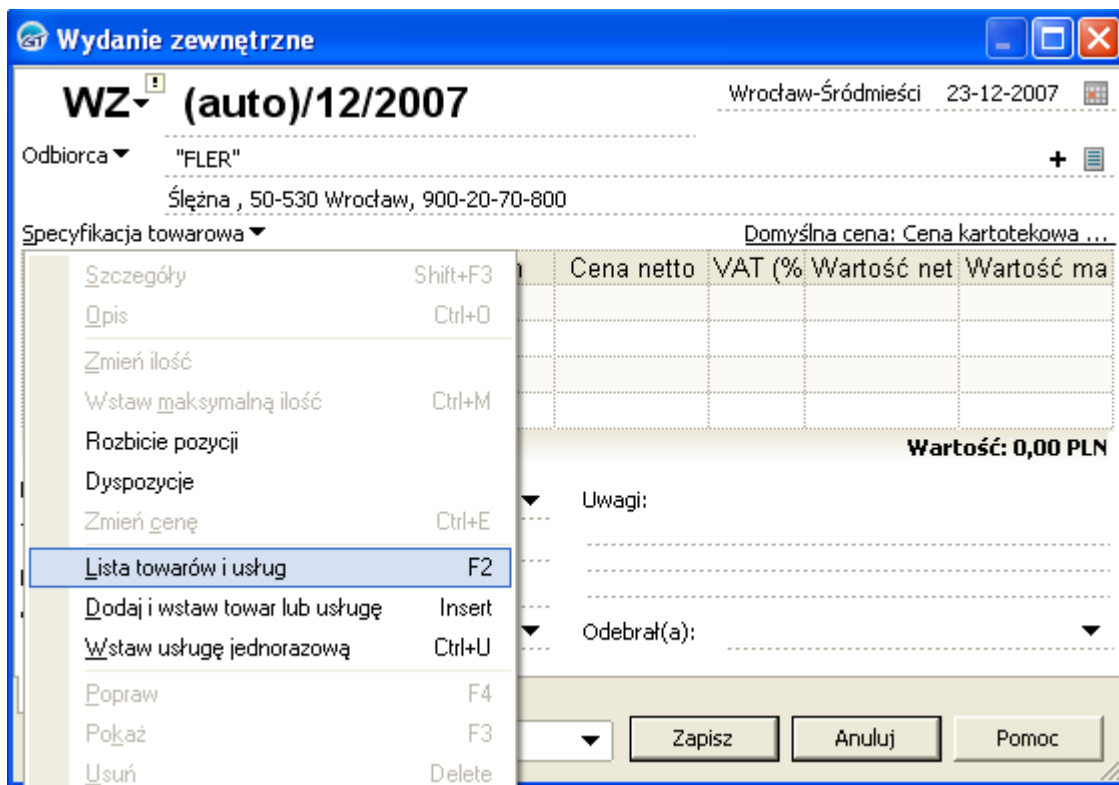 Wydanie zewnętrzne
WZ (auto)/12/2007
Wrocław-Śródmieści 23-12-2007
Odbiorca "FLER"
Ślężna , 50-530 Wrocław, 900-20-70-800
Specyfikacja towarowa Domyślna cena: Cena kartotekowa ...
Cena netto VAT (% Wartość net Wartość ma
Szczegóły Shift+F3
Opis Ctrl+O
Zmień ilość
Wstaw maksymalną ilość Ctrl+M
Rozbicie pozycji
Dyspozycje
Zmień cenę Ctrl+E
Lista towarów i usług F2
Dodaj i wstaw towar lub usługę Insert
Wstaw usługę jednorazową Ctrl+U
Popraw F4
Pokaż F3
Usuń Delete
Wartość: 0,00 PLN
Uwagi:
Odebrał(a):
Zapisz Anuluj Pomoc